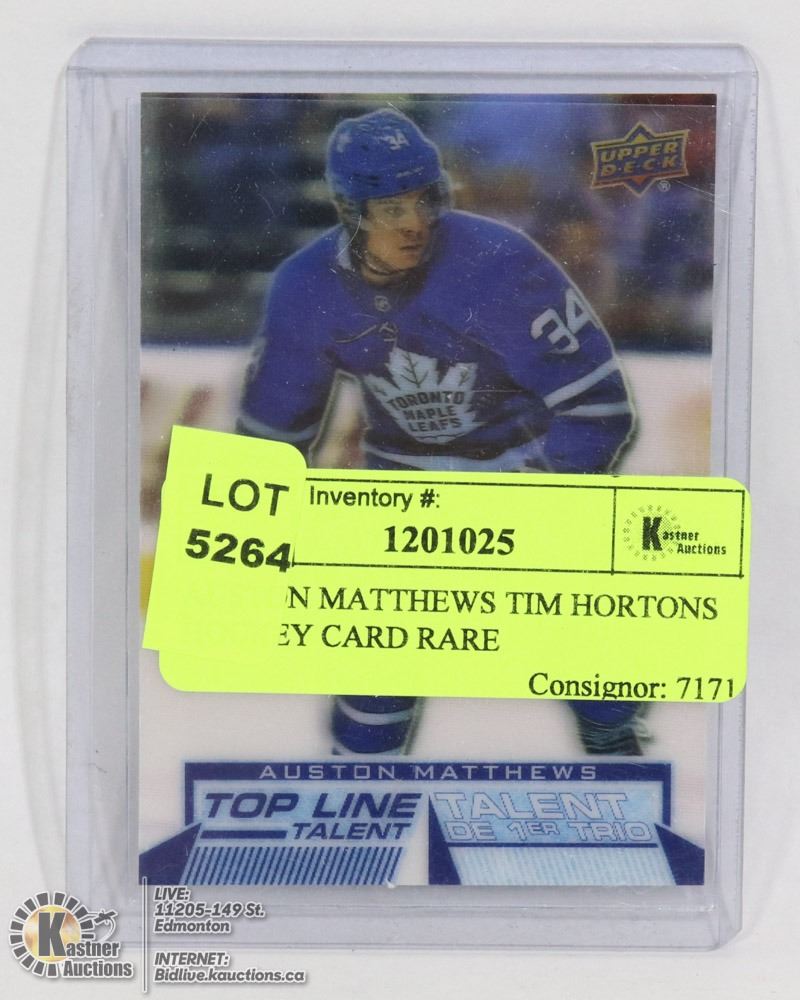 34
UPPER
D·E·C·K
®
34
TORONTO
MAPLE
LEAFS
LOT
5264
Inventory #:
1201025
Kastner
Auctions
AUSTON MATTHEWS TIM HORTONS
HOCKEY CARD RARE
Consignor: 7171
AUSTON MATTHEWS
TOP LINE
TALENT
TALENT
DE 1ER TRIO
Kastner
Auctions
LIVE:
11205-149 St.
Edmonton
INTERNET:
Bidlive.kauctions.ca